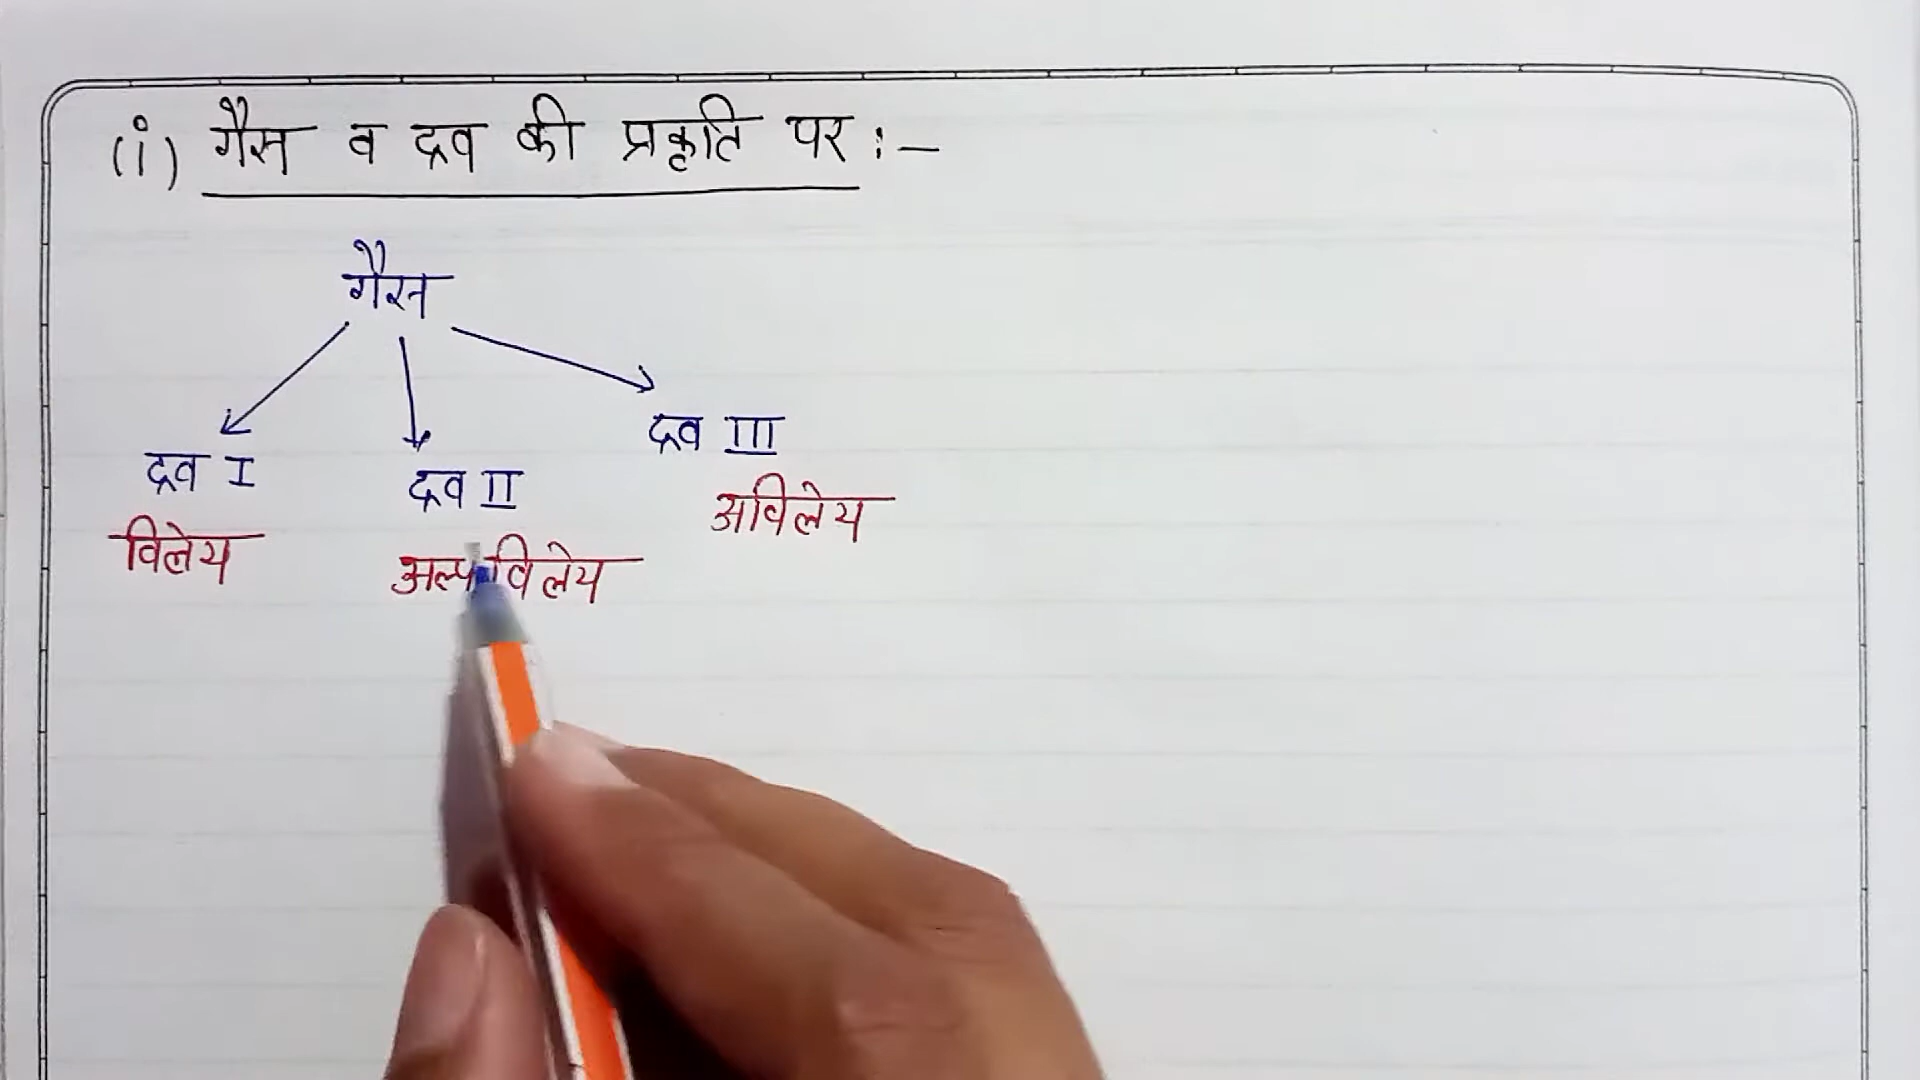 (i) गैस व द्रव की प्रकृति पर :-
गैस
द्रव I
द्रव II
द्रव III
विलेय
अल्पविलेय
अविलेय